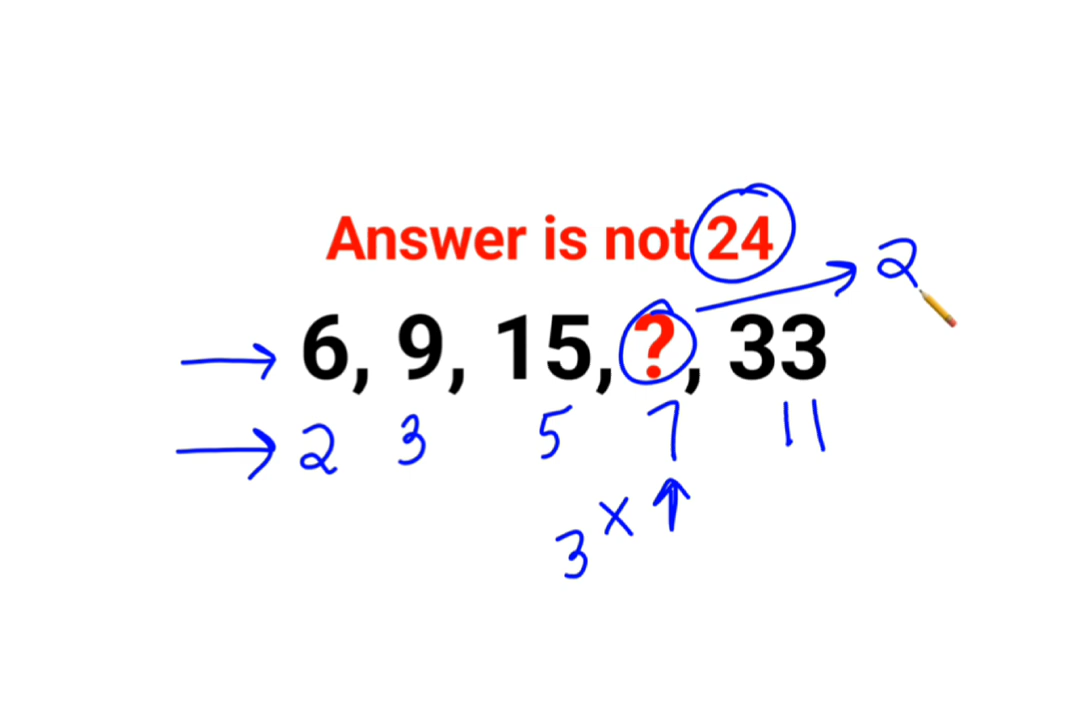 Answer is not 24
→ 6, 9, 15, ?, 33 → 2
→ 2 3 5 7 11
3 × ↑